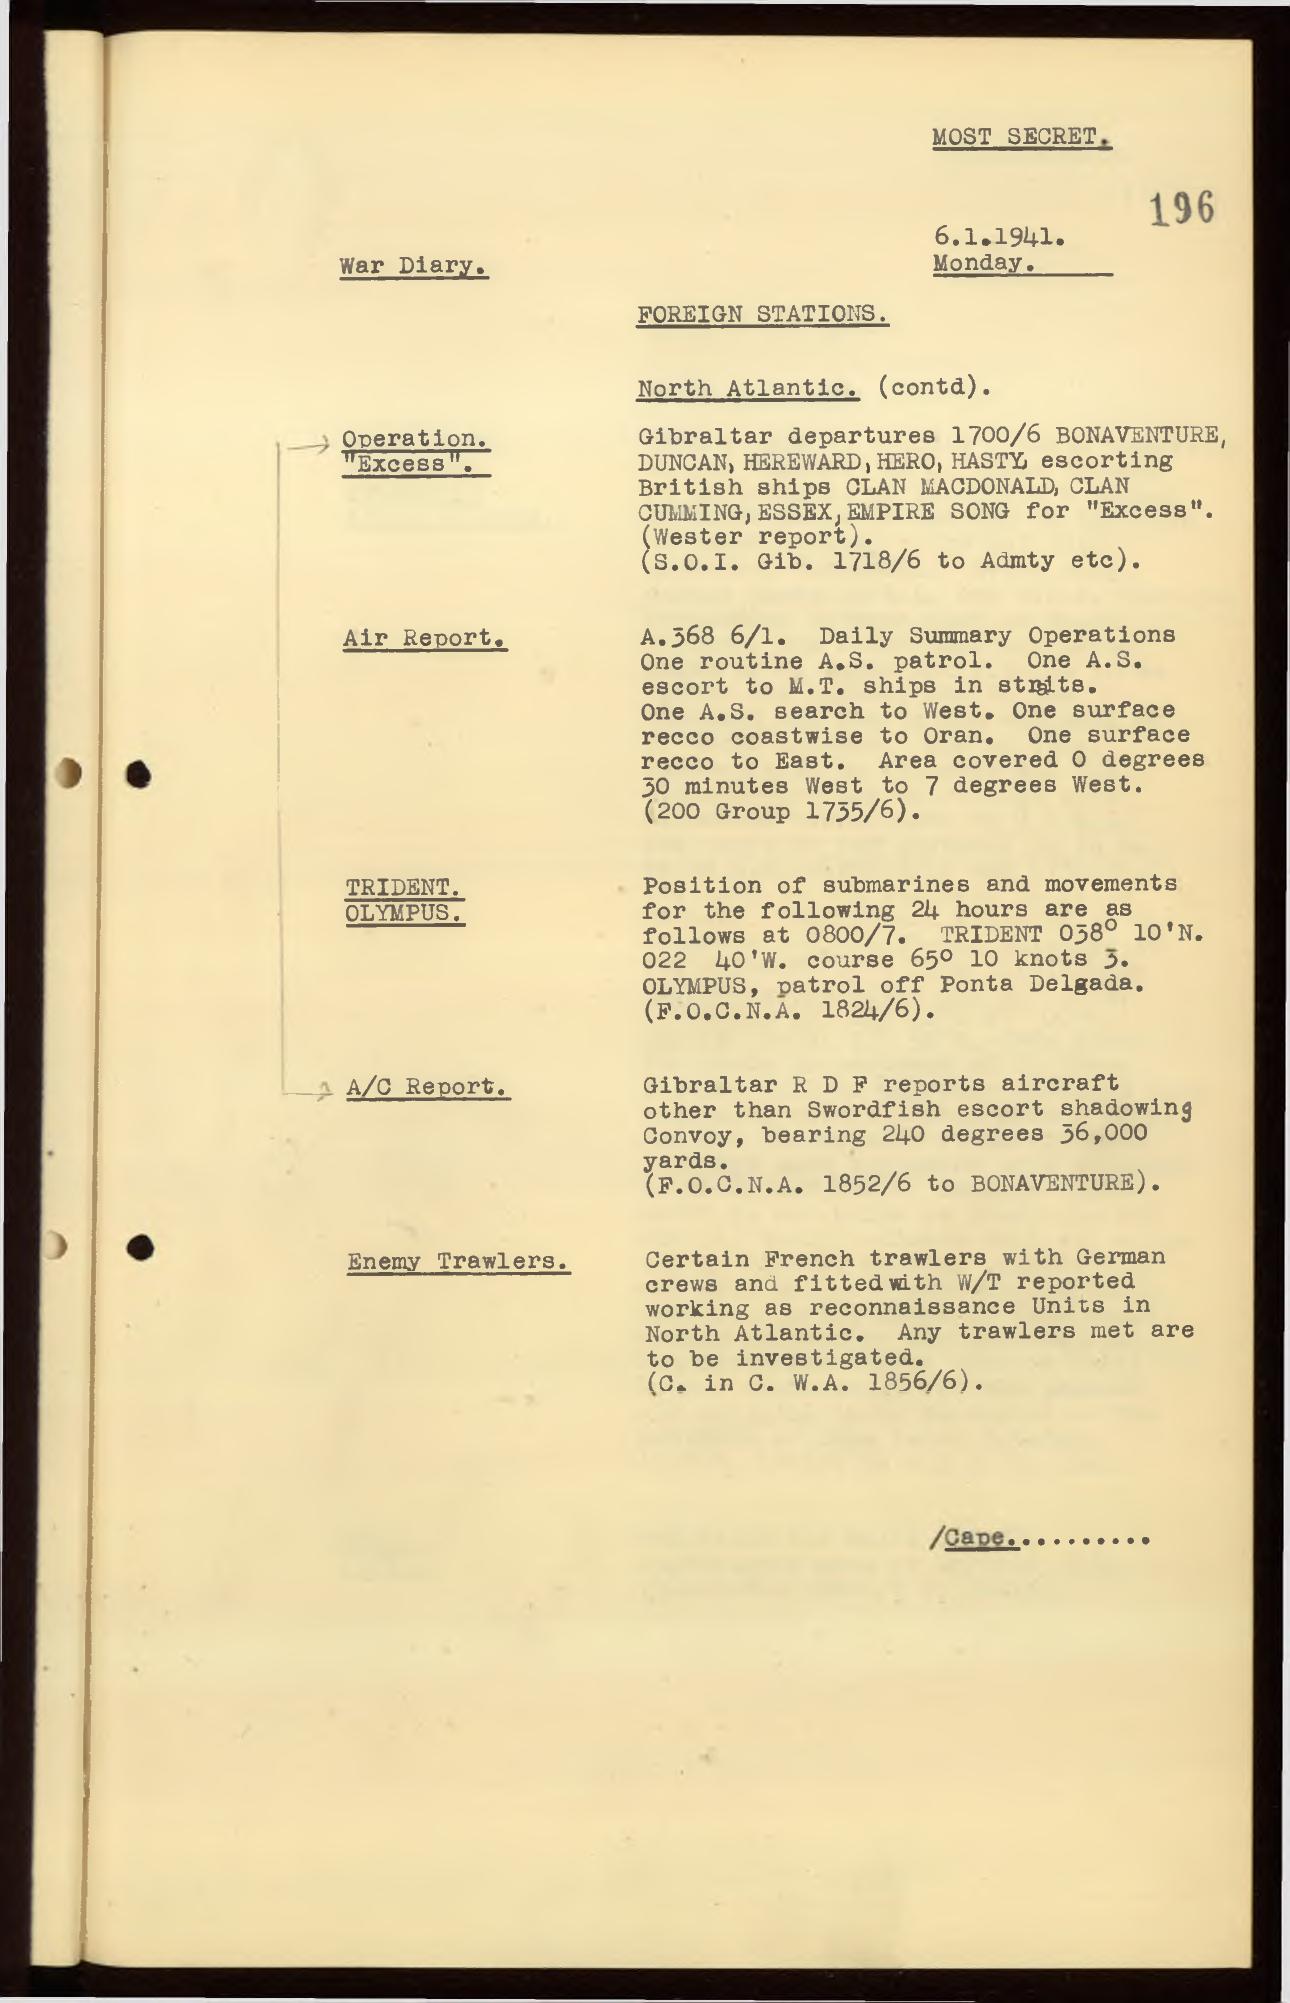 MOST SECRET.
196
6.1.1941.
Monday.
War Diary.
FOREIGN STATIONS.
North Atlantic. (contd).
Operation.
"Excess".
Gibraltar departures 1700/6 BONAVENTURE,
DUNCAN, HEREWARD, HERO, HASTY, escorting
British ships CLAN MACDONALD, CLAN
CUMMING, ESSEX, EMPIRE SONG for "Excess".
(Wester report).
(S.O.I. Gib. 1718/6 to Admty etc).
Air Report.
A.368 6/1. Daily Summary Operations
One routine A.S. patrol. One A.S.
escort to M.T. ships in straits.
One A.S. search to West. One surface
recco coastwise to Oran. One surface
recco to East. Area covered 0 degrees
30 minutes West to 7 degrees West.
(200 Group 1735/6).
TRIDENT.
OLYMPUS.
Position of submarines and movements
for the following 24 hours are as
follows at 0800/7. TRIDENT 038° 10'N.
022 40'W. course 65° 10 knots 3.
OLYMPUS, patrol off Ponta Delgada.
(F.O.C.N.A. 1824/6).
A/C Report.
Gibraltar R D F reports aircraft
other than Swordfish escort shadowing
Convoy, bearing 240 degrees 36,000
yards.
(F.O.C.N.A. 1852/6 to BONAVENTURE).
Enemy Trawlers.
Certain French trawlers with German
crews and fitted with W/T reported
working as reconnaissance Units in
North Atlantic. Any trawlers met are
to be investigated.
(C. in C. W.A. 1856/6).
/Cape..........